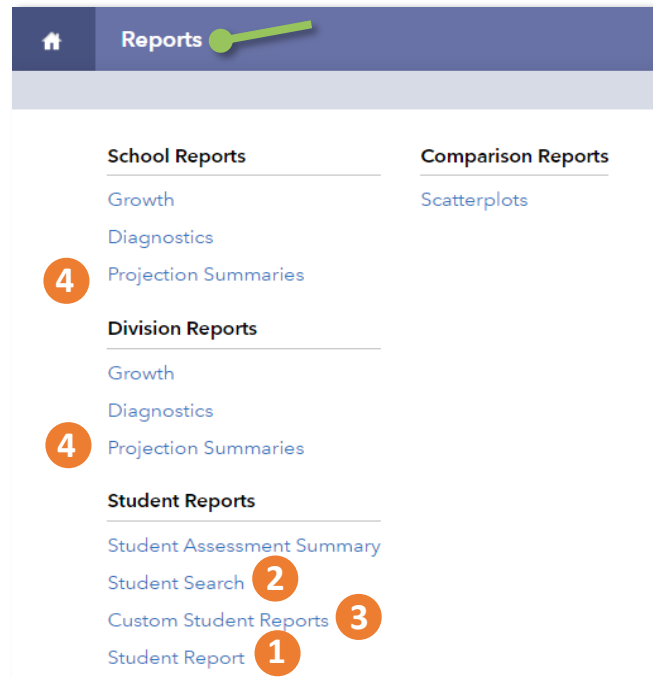 Reports
School Reports
Growth
Diagnostics
4 Projection Summaries
Division Reports
Growth
Diagnostics
4 Projection Summaries
Student Reports
Student Assessment Summary
Student Search 2
Custom Student Reports 3
Student Report 1
Comparison Reports
Scatterplots